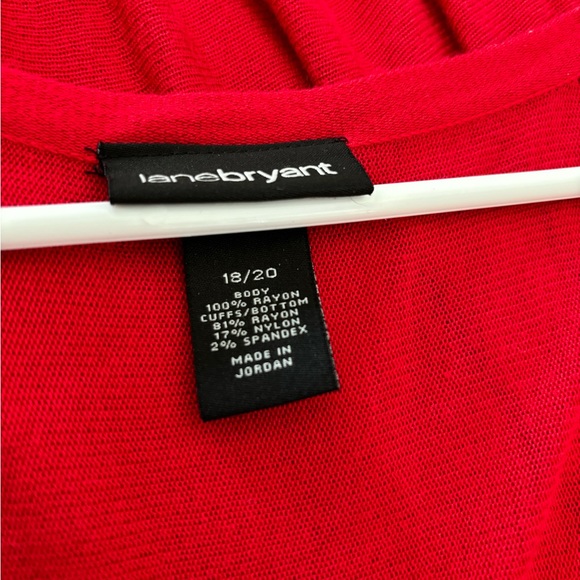 lanebryant
18/20
BODY
100% RAYON
CUFFS/BOTTOM
81% RAYON
17% NYLON
2% SPANDEX
MADE IN
JORDAN